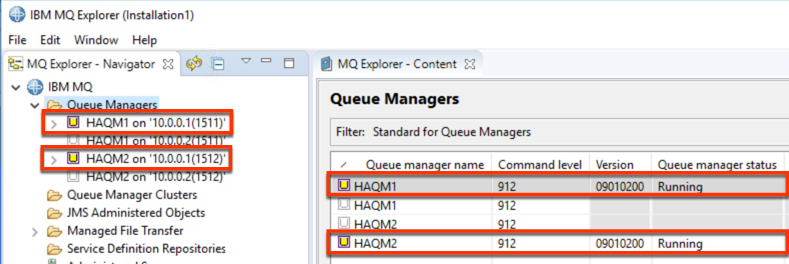 IBM MQ Explorer (Installation1)
File Edit Window Help
MQ Explorer - Navigator
IBM MQ
Queue Managers
HAQM1 on '10.0.0.1(1511)'
HAQM1 on '10.0.0.2(1511)'
HAQM2 on '10.0.0.1(1512)'
HAQM2 on '10.0.0.2(1512)'
Queue Manager Clusters
JMS Administered Objects
Managed File Transfer
Service Definition Repositories
MQ Explorer - Content
Queue Managers
Filter: Standard for Queue Managers
Queue manager name Command level Version Queue manager status
HAQM1 912 09010200 Running
HAQM1 912
HAQM2 912
HAQM2 912 09010200 Running